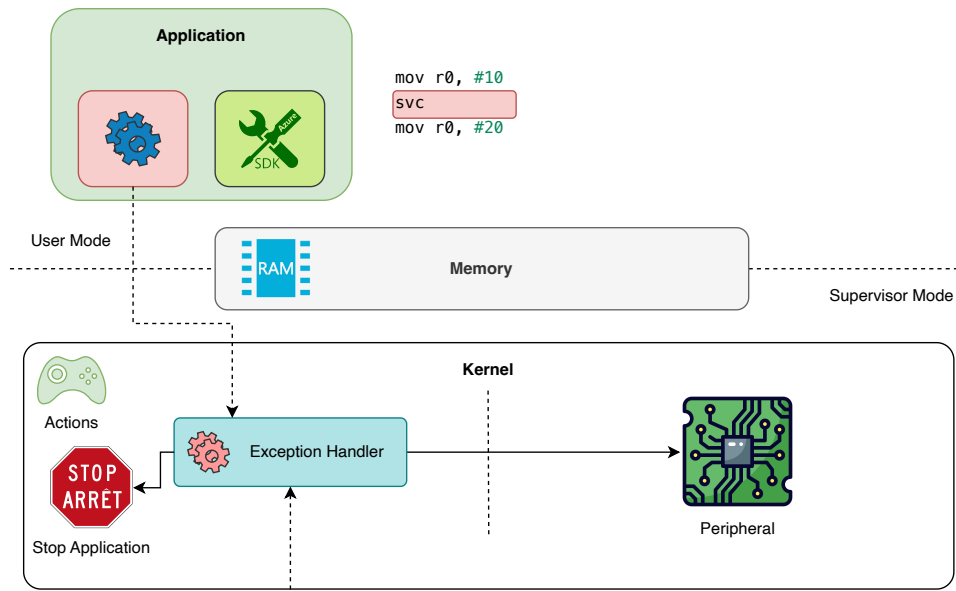 Application
mov r0, #10
svc
mov r0, #20
Azure
SDK
User Mode
RAM
Memory
Supervisor Mode
Kernel
Actions
Exception Handler
STOP
ARRÊT
Stop Application
Peripheral